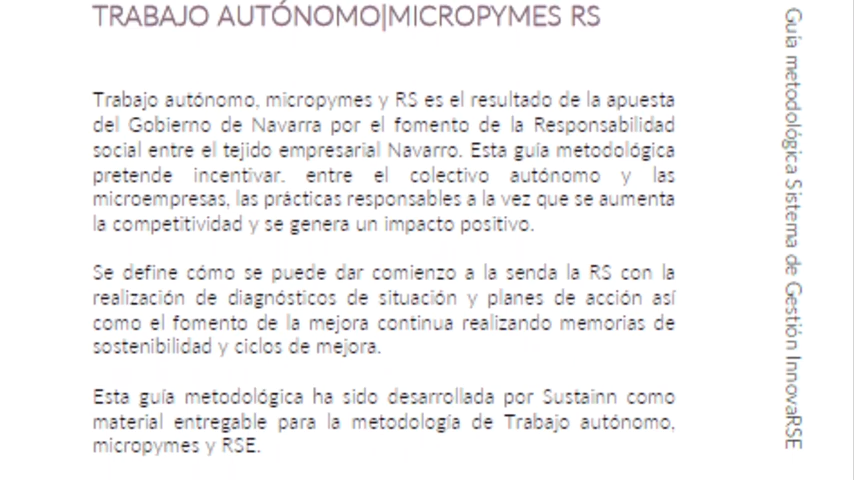 TRABAJO AUTÓNOMO|MICROPYMES RS
Trabajo autónomo, micropymes y RS es el resultado de la apuesta
del Gobierno de Navarra por el fomento de la Responsabilidad
social entre el tejido empresarial Navarro. Esta guía metodológica
pretende incentivar. entre el colectivo autónomo y las
microempresas, las prácticas responsables a la vez que se aumenta
la competitividad y se genera un impacto positivo.
Se define cómo se puede dar comienzo a la senda la RS con la
realización de diagnósticos de situación y planes de acción así
como el fomento de la mejora continua realizando memorias de
sostenibilidad y ciclos de mejora.
Esta guía metodológica ha sido desarrollada por Sustainn como
material entregable para la metodología de Trabajo autónomo,
micropymes y RSE.
Guía metodológica Sistema de Gestión InnovaRSE